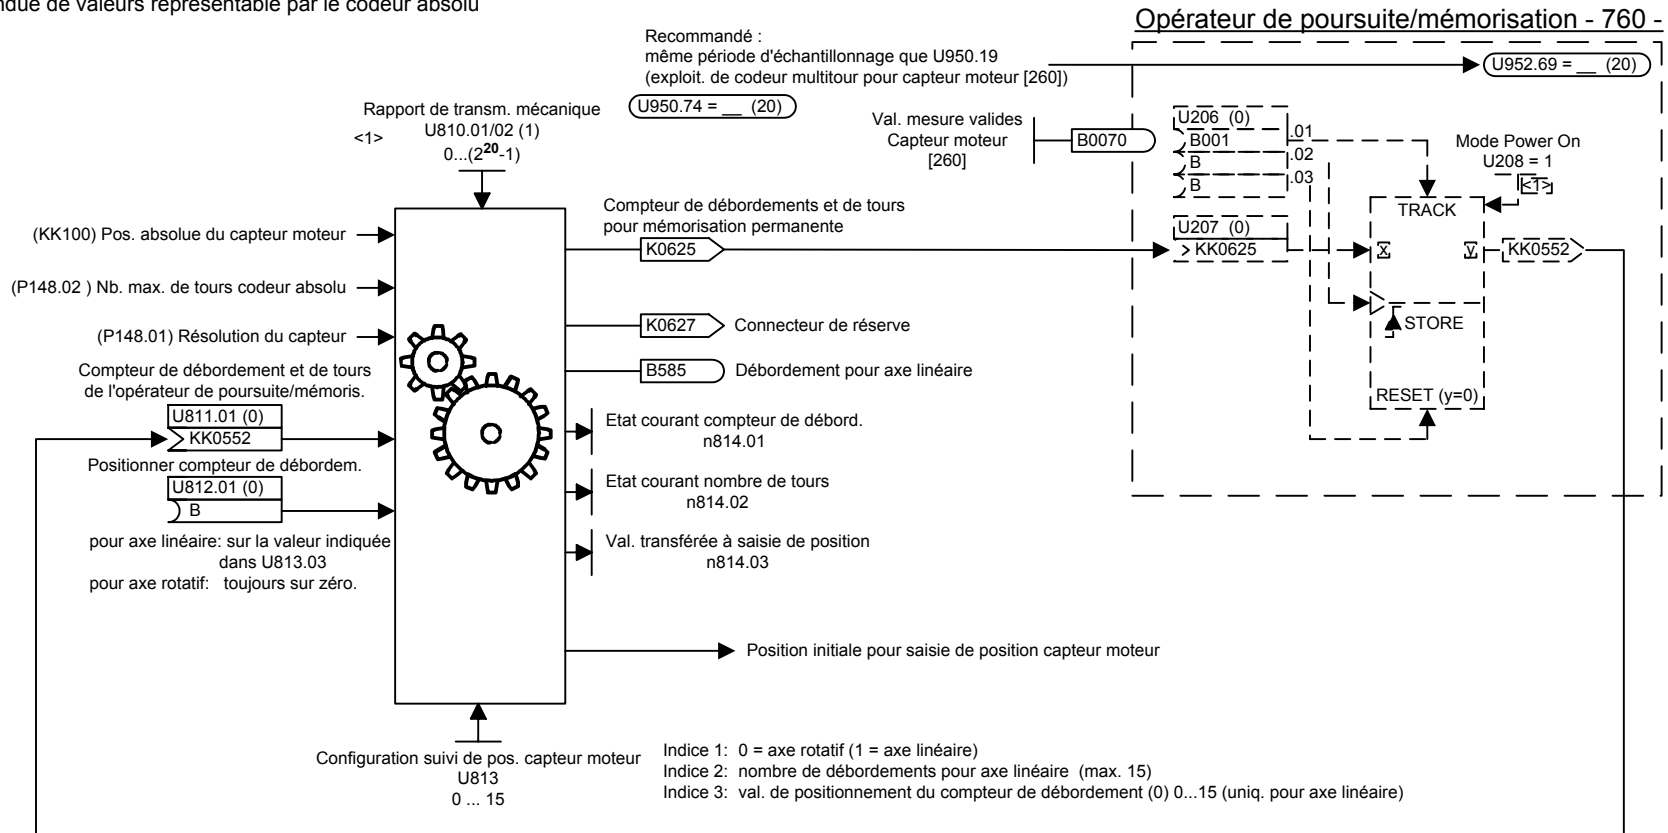 ndue de valeurs représentable par le codeur absolu
Opérateur de poursuite/mémorisation - 760 -
Recommandé :
même période d'échantillonnage que U950.19
(exploit. de codeur multitour pour capteur moteur [260])
U952.69 = __ (20)
U950.74 = __ (20)
Rapport de transm. mécanique
<1>
U810.01/02 (1)
0...(2²⁰-1)
Val. mesure valides
Capteur moteur
[260]
B0070
U206 (0)
B001
.01
B
.02
B
.03
Mode Power On
U208 = 1
<1>
TRACK
Compteur de débordements et de tours
pour mémorisation permanente
(KK100) Pos. absolue du capteur moteur
K0625
U207 (0)
KK0625
x
y
KK0552
(P148.02 ) Nb. max. de tours codeur absolu
STORE
(P148.01) Résolution du capteur
K0627
Connecteur de réserve
B585
Débordement pour axe linéaire
RESET (y=0)
Compteur de débordement et de tours
de l'opérateur de poursuite/mémoris.
U811.01 (0)
KK0552
Etat courant compteur de débord.
n814.01
Positionner compteur de débordem.
U812.01 (0)
B
Etat courant nombre de tours
n814.02
pour axe linéaire: sur la valeur indiquée
dans U813.03
pour axe rotatif: toujours sur zéro.
Val. transférée à saisie de position
n814.03
Position initiale pour saisie de position capteur moteur
Configuration suivi de pos. capteur moteur
U813
0 ... 15
Indice 1: 0 = axe rotatif (1 = axe linéaire)
Indice 2: nombre de débordements pour axe linéaire (max. 15)
Indice 3: val. de positionnement du compteur de débordement (0) 0...15 (uniq. pour axe linéaire)